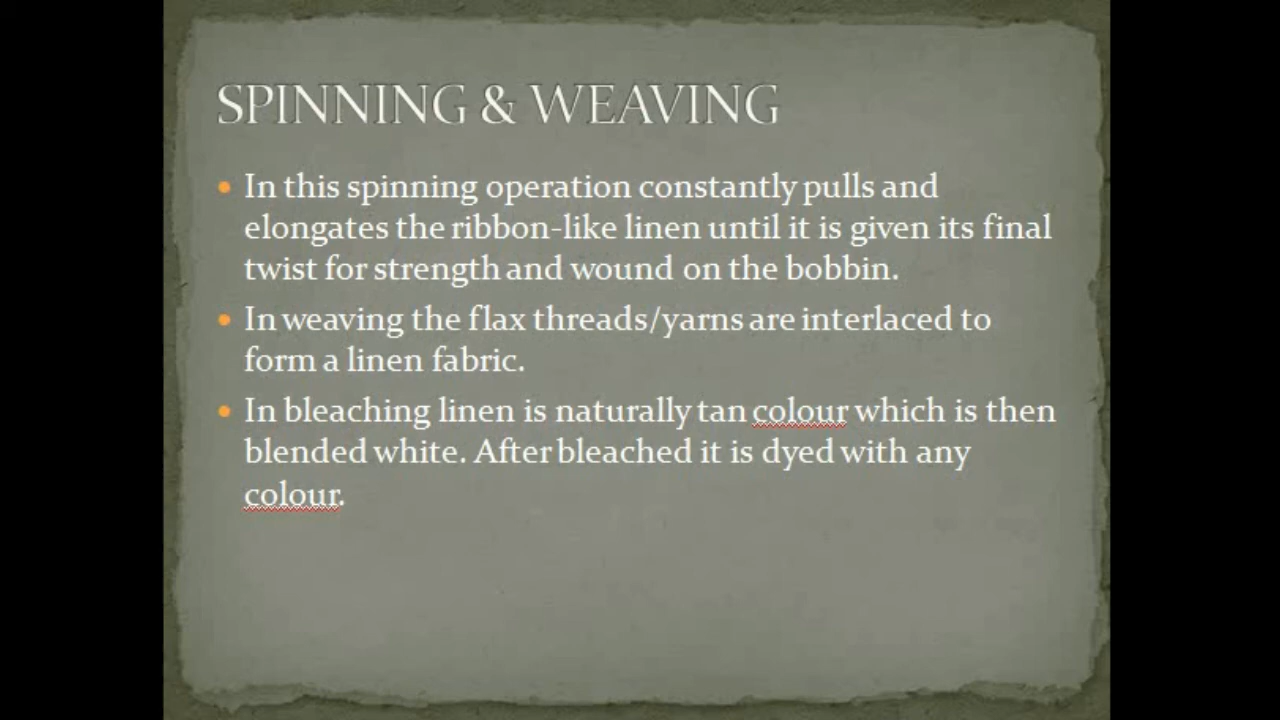 SPINNING & WEAVING
• In this spinning operation constantly pulls and
elongates the ribbon-like linen until it is given its final
twist for strength and wound on the bobbin.
• In weaving the flax threads/yarns are interlaced to
form a linen fabric.
• In bleaching linen is naturally tan colour which is then
blended white. After bleached it is dyed with any
colour.